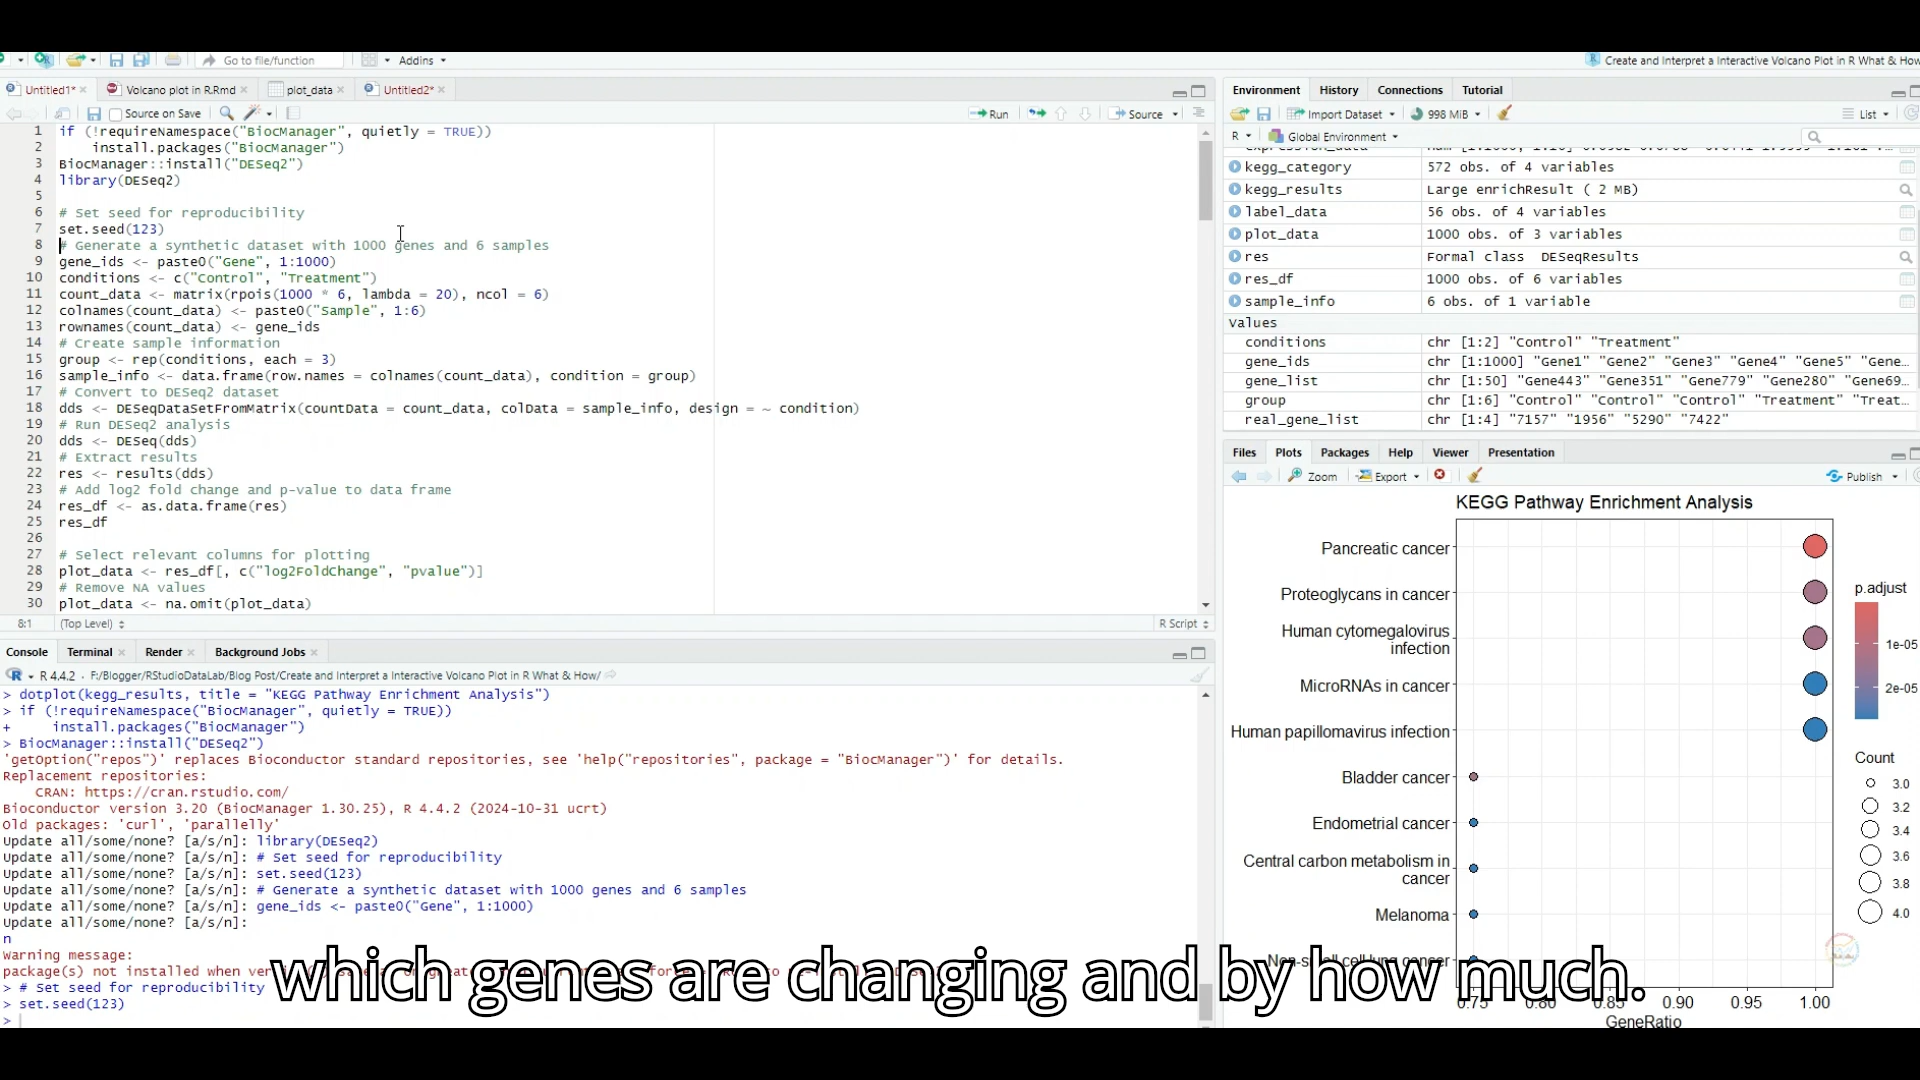 Go to file/function Addins
Create and Interpret a Interactive Volcano Plot in R What & How
Untitled1* Volcano plot in R.Rmd plot_data Untitled2*
Source on Save Run Source
1 if (!requireNamespace("BiocManager", quietly = TRUE))
2 install.packages("BiocManager")
3 BiocManager::install("DESeq2")
4 library(DESeq2)
5
6 # Set seed for reproducibility
7 set.seed(123)
8 # Generate a synthetic dataset with 1000 genes and 6 samples
9 gene_ids <- paste0("Gene", 1:1000)
10 conditions <- c("Control", "Treatment")
11 count_data <- matrix(rpois(1000 * 6, lambda = 20), ncol = 6)
12 colnames(count_data) <- paste0("Sample", 1:6)
13 rownames(count_data) <- gene_ids
14 # Create sample information
15 group <- rep(conditions, each = 3)
16 sample_info <- data.frame(row.names = colnames(count_data), condition = group)
17 # Convert to DESeq2 dataset
18 dds <- DESeqDataSetFromMatrix(countData = count_data, colData = sample_info, design = ~ condition)
19 # Run DESeq2 analysis
20 dds <- DESeq(dds)
21 # Extract results
22 res <- results(dds)
23 # Add log2 fold change and p-value to data frame
24 res_df <- as.data.frame(res)
25 res_df
26
27 # Select relevant columns for plotting
28 plot_data <- res_df[, c("log2FoldChange", "pvalue")]
29 # Remove NA values
30 plot_data <- na.omit(plot_data)
8:1 (Top Level) R Script
Console Terminal Render Background Jobs
R 4.4.2 · F:/Blogger/RStudioDataLab/Blog Post/Create and Interpret a Interactive Volcano Plot in R What & How/
> dotplot(kegg_results, title = "KEGG Pathway Enrichment Analysis")
> if (!requireNamespace("BiocManager", quietly = TRUE))
+ install.packages("BiocManager")
> BiocManager::install("DESeq2")
'getOption("repos")' replaces Bioconductor standard repositories, see 'help("repositories", package = "BiocManager")' for details.
Replacement repositories:
CRAN: https://cran.rstudio.com/
Bioconductor version 3.20 (BiocManager 1.30.25), R 4.4.2 (2024-10-31 ucrt)
Old packages: 'curl', 'parallelly'
Update all/some/none? [a/s/n]: library(DESeq2)
Update all/some/none? [a/s/n]: # Set seed for reproducibility
Update all/some/none? [a/s/n]: set.seed(123)
Update all/some/none? [a/s/n]: # Generate a synthetic dataset with 1000 genes and 6 samples
Update all/some/none? [a/s/n]: gene_ids <- paste0("Gene", 1:1000)
Update all/some/none? [a/s/n]:
n
Warning message:
package(s) not installed when
> # Set seed for reproducibility
> set.seed(123)
>
Environment History Connections Tutorial
Import Dataset 998 MiB List
R Global Environment
kegg_category 572 obs. of 4 variables
kegg_results Large enrichResult ( 2 MB)
label_data 56 obs. of 4 variables
plot_data 1000 obs. of 3 variables
res Formal class DESeqResults
res_df 1000 obs. of 6 variables
sample_info 6 obs. of 1 variable
Values
conditions chr [1:2] "Control" "Treatment"
gene_ids chr [1:1000] "Gene1" "Gene2" "Gene3" "Gene4" "Gene5" "Gene...
gene_list chr [1:50] "Gene443" "Gene351" "Gene779" "Gene280" "Gene69...
group chr [1:6] "Control" "Control" "Control" "Treatment" "Treat...
real_gene_list chr [1:4] "7157" "1956" "5290" "7422"
Files Plots Packages Help Viewer Presentation
Zoom Export Publish
KEGG Pathway Enrichment Analysis
Pancreatic cancer
Proteoglycans in cancer
Human cytomegalovirus
infection
MicroRNAs in cancer
Human papillomavirus infection
Bladder cancer
Endometrial cancer
Central carbon metabolism in
cancer
Melanoma
Non-small cell lung cancer
0.75 0.80 0.85 0.90 0.95 1.00
GeneRatio
p.adjust
1e-05
2e-05
Count
3.0
3.2
3.4
3.6
3.8
4.0
which genes are changing and by how much.